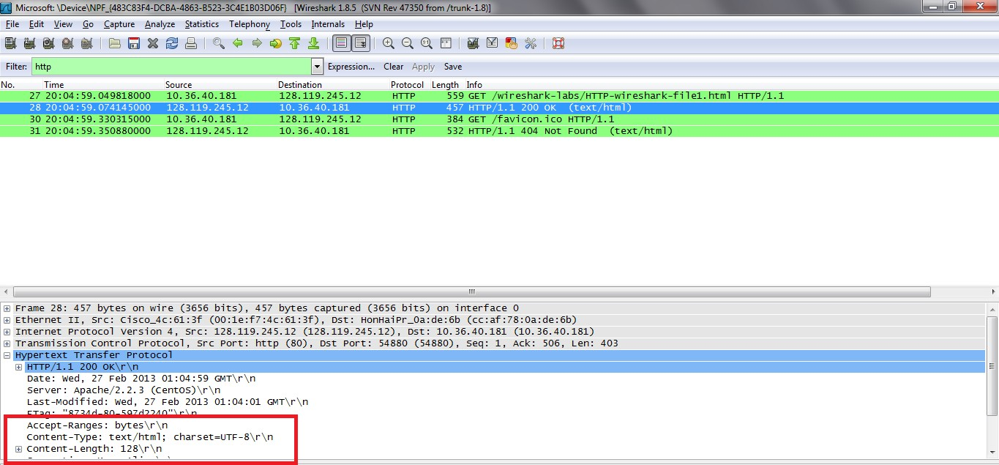 Microsoft: \Device\NPF_{483C83F4-DCBA-4863-B523-3C4E1B03D06F} [Wireshark 1.8.5 (SVN Rev 47350 from /trunk-1.8)]
File Edit View Go Capture Analyze Statistics Telephony Tools Internals Help
Filter: http Expression... Clear Apply Save
No. Time Source Destination Protocol Length Info
27 20:04:59.049818000 10.36.40.181 128.119.245.12 HTTP 559 GET /wireshark-labs/HTTP-wireshark-file1.html HTTP/1.1
28 20:04:59.074145000 128.119.245.12 10.36.40.181 HTTP 457 HTTP/1.1 200 OK (text/html)
30 20:04:59.330315000 10.36.40.181 128.119.245.12 HTTP 384 GET /favicon.ico HTTP/1.1
31 20:04:59.350880000 128.119.245.12 10.36.40.181 HTTP 532 HTTP/1.1 404 Not Found (text/html)
Frame 28: 457 bytes on wire (3656 bits), 457 bytes captured (3656 bits) on interface 0
Ethernet II, Src: Cisco_4c:61:3f (00:1e:f7:4c:61:3f), Dst: HonHaiPr_0a:de:6b (cc:af:78:0a:de:6b)
Internet Protocol Version 4, Src: 128.119.245.12 (128.119.245.12), Dst: 10.36.40.181 (10.36.40.181)
Transmission Control Protocol, Src Port: http (80), Dst Port: 54880 (54880), Seq: 1, Ack: 506, Len: 403
Hypertext Transfer Protocol
HTTP/1.1 200 OK\r\n
Date: Wed, 27 Feb 2013 01:04:59 GMT\r\n
Server: Apache/2.2.3 (CentOS)\r\n
Last-Modified: Wed, 27 Feb 2013 01:04:01 GMT\r\n
ETag: "8734d-80-597d2240"\r\n
Accept-Ranges: bytes\r\n
Content-Type: text/html; charset=UTF-8\r\n
Content-Length: 128\r\n